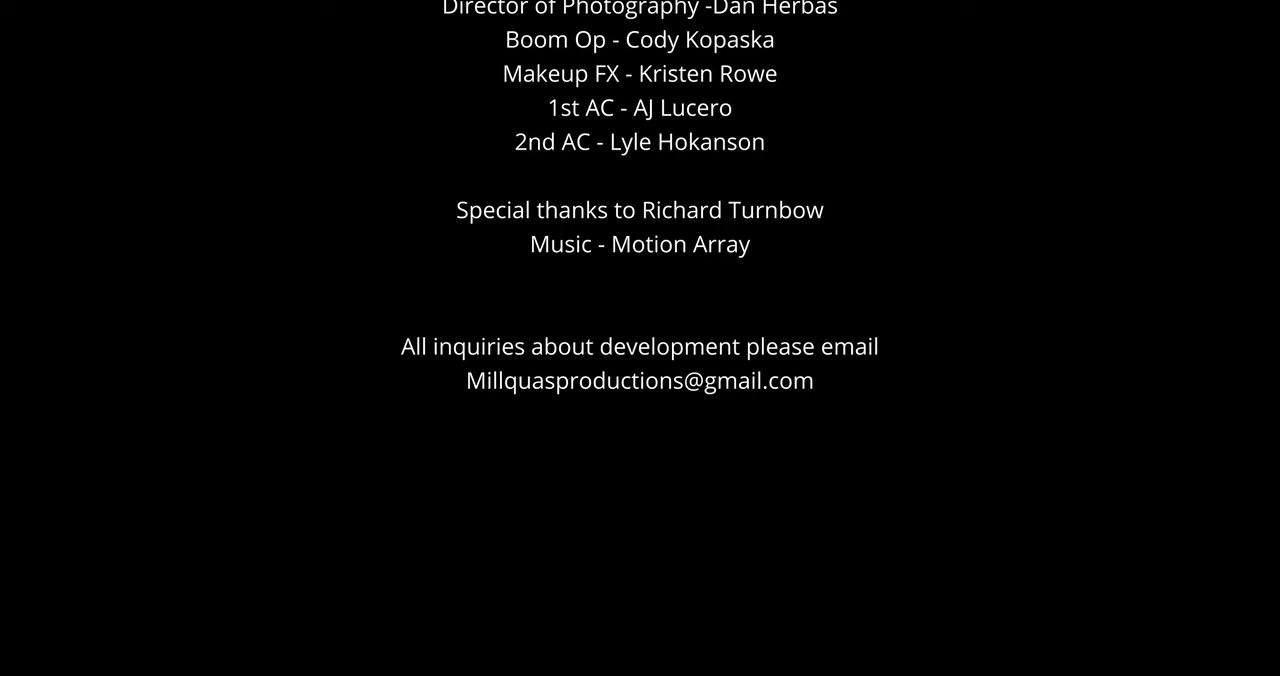 Director of Photography -Dan Herbas
Boom Op - Cody Kopaska
Makeup FX - Kristen Rowe
1st AC - AJ Lucero
2nd AC - Lyle Hokanson
Special thanks to Richard Turnbow
Music - Motion Array
All inquiries about development please email
Millquasproductions@gmail.com